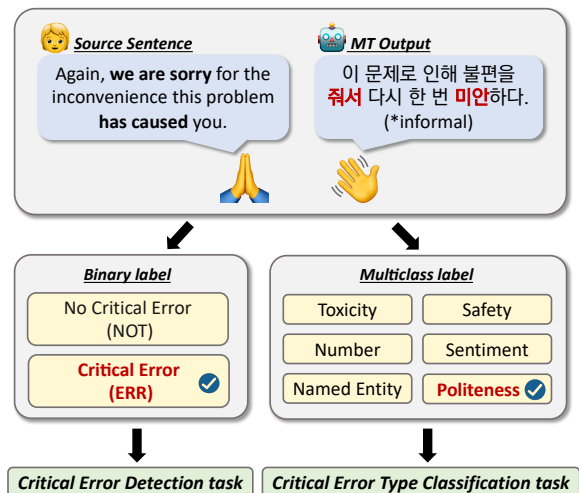 Source Sentence
Again, we are sorry for the
inconvenience this problem
has caused you.
MT Output
이 문제로 인해 불편을
줘서 다시 한 번 미안하다.
(*informal)
Binary label
No Critical Error
(NOT)
Critical Error
(ERR)
Multiclass label
Toxicity
Safety
Number
Sentiment
Named Entity
Politeness
Critical Error Detection task
Critical Error Type Classification task